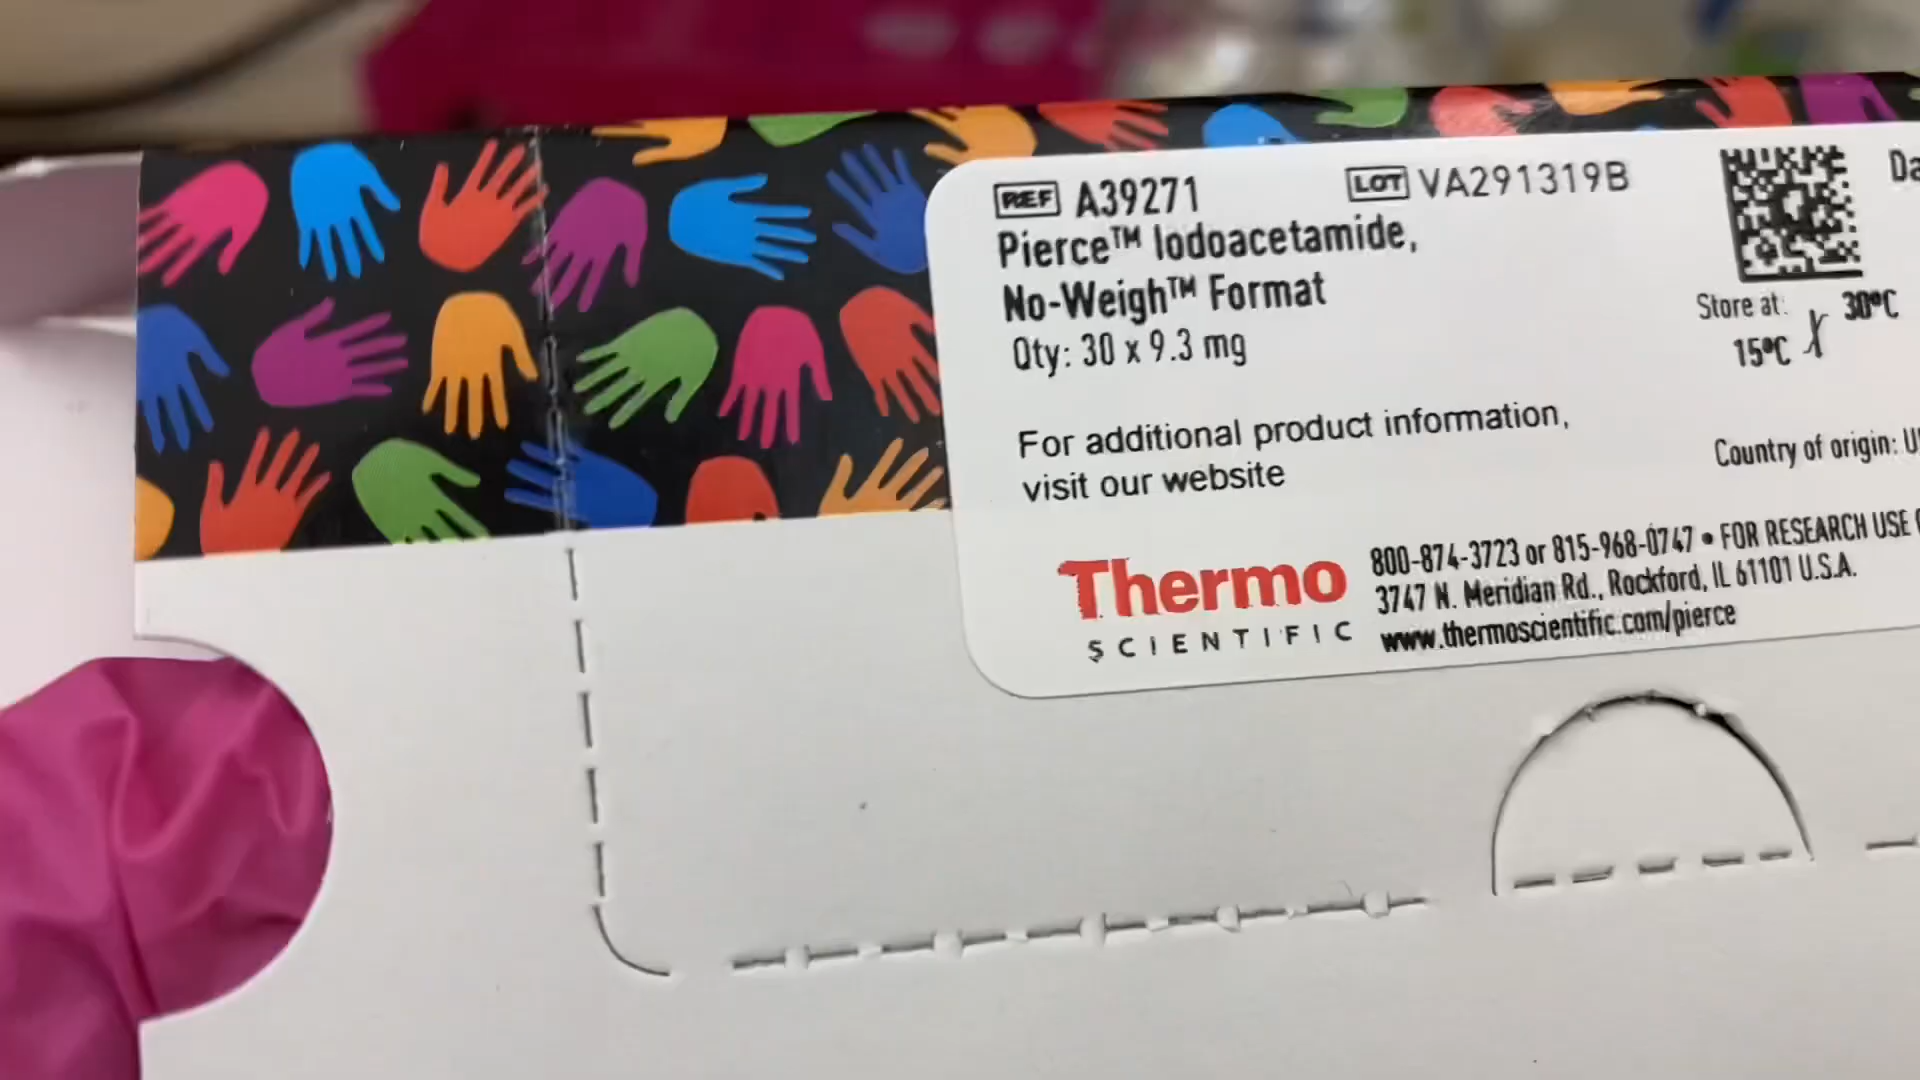 REF A39271 LOT VA291319B
Pierce™ Iodoacetamide,
No-Weigh™ Format
Qty: 30 x 9.3 mg
Store at:
15°C 30°C
For additional product information,
visit our website
Country of origin:
Thermo
SCIENTIFIC
800-874-3723 or 815-968-0747 • FOR RESEARCH USE
3747 N. Meridian Rd., Rockford, IL 61101 U.S.A.
www.thermoscientific.com/pierce